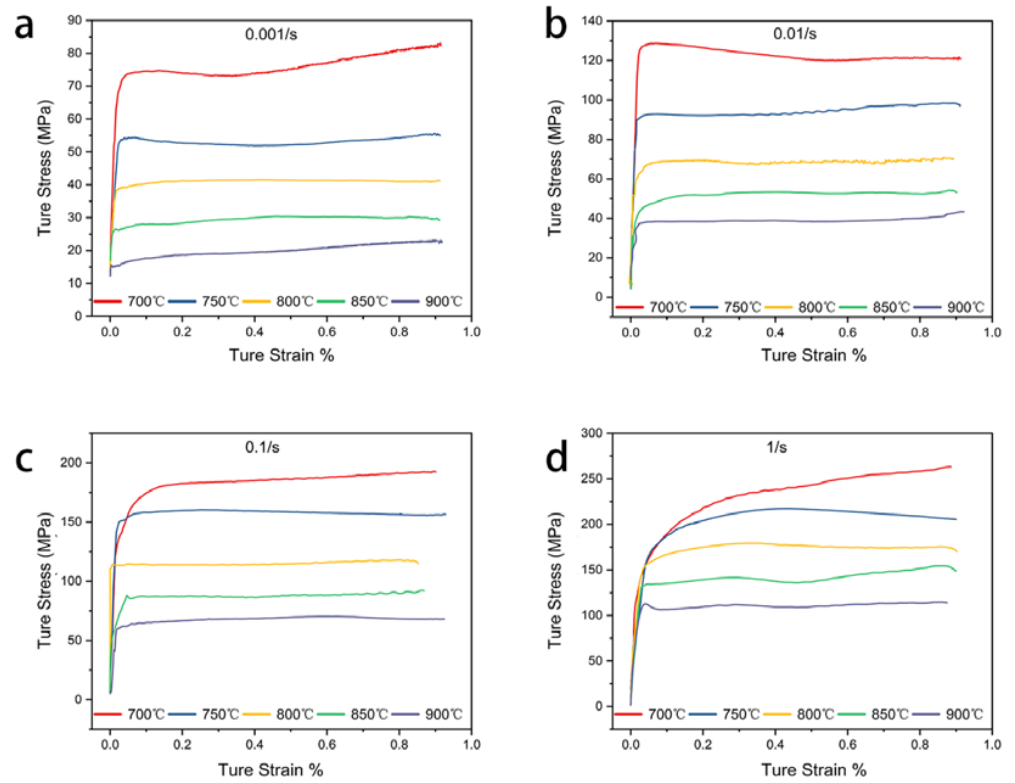 a
0.001/s
Ture Stress (MPa)
90
80
70
60
50
40
30
20
10
0
700℃ 750℃ 800℃ 850℃ 900℃
0.0 0.2 0.4 0.6 0.8 1.0
Ture Strain %
b
0.01/s
Ture Stress (MPa)
140
120
100
80
60
40
20
0
700℃ 750℃ 800℃ 850℃ 900℃
0.0 0.2 0.4 0.6 0.8 1.0
Ture Strain %
c
0.1/s
Ture Stress (MPa)
200
150
100
50
0
700℃ 750℃ 800℃ 850℃ 900℃
0.0 0.2 0.4 0.6 0.8 1.0
Ture Strain %
d
1/s
Ture Stress (MPa)
300
250
200
150
100
50
0
700℃ 750℃ 800℃ 850℃ 900℃
0.0 0.2 0.4 0.6 0.8 1.0
Ture Strain %